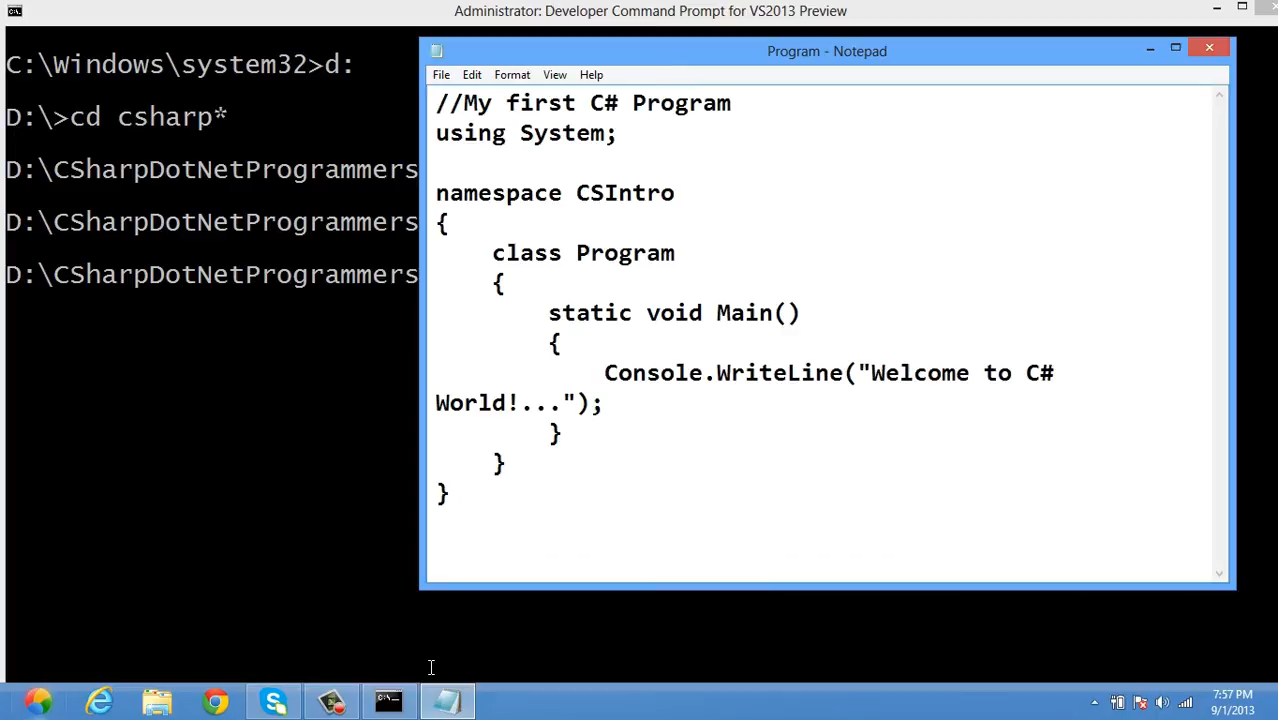 Administrator: Developer Command Prompt for VS2013 Preview
C:\Windows\system32>d:
D:\>cd csharp*
D:\CSharpDotNetProgrammers
D:\CSharpDotNetProgrammers
D:\CSharpDotNetProgrammers
Program - Notepad
File Edit Format View Help
//My first C# Program
using System;
namespace CSIntro
{
class Program
{
static void Main()
{
Console.WriteLine("Welcome to C#
World!...");
}
}
}
7:57 PM
9/1/2013